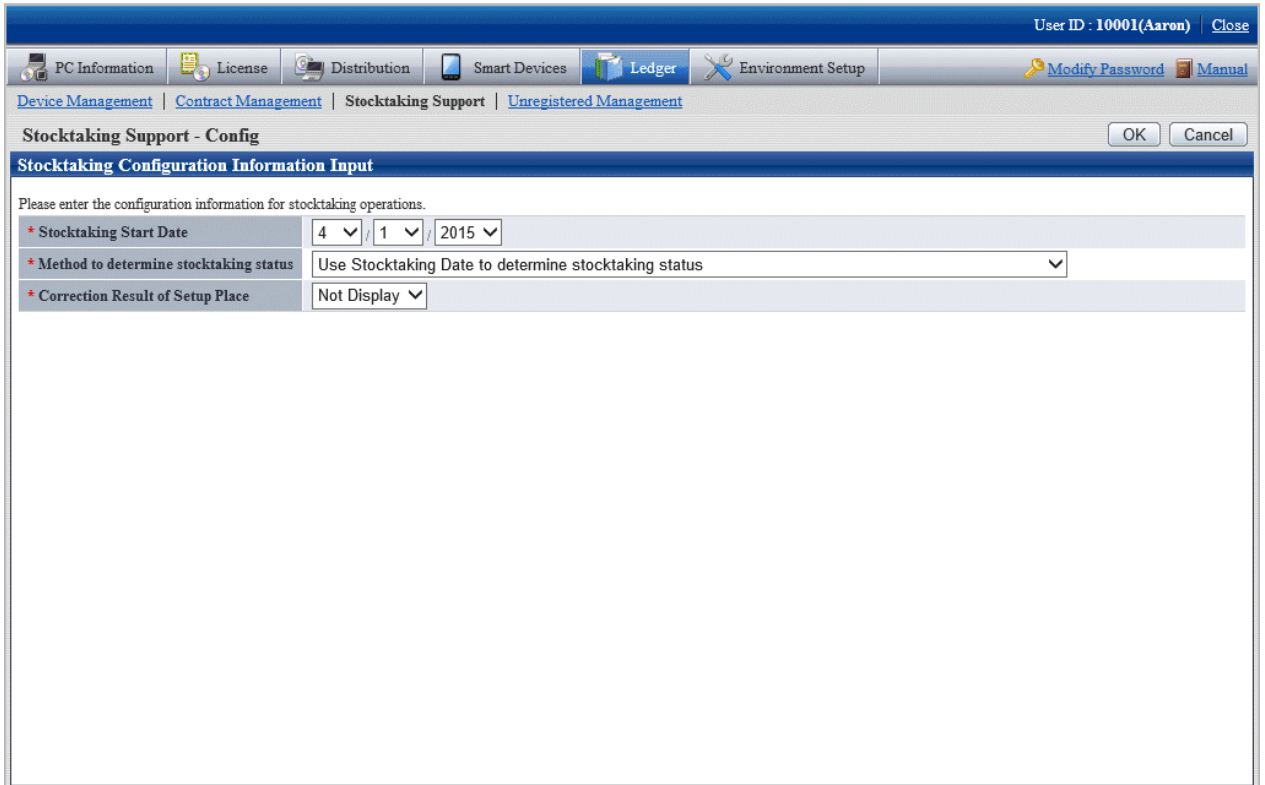 User ID : 10001(Aaron) Close
PC Information License Distribution Smart Devices Ledger Environment Setup Modify Password Manual
Device Management | Contract Management | Stocktaking Support | Unregistered Management
Stocktaking Support - Config OK Cancel
Stocktaking Configuration Information Input
Please enter the configuration information for stocktaking operations.
* Stocktaking Start Date 4 / 1 / 2015
* Method to determine stocktaking status Use Stocktaking Date to determine stocktaking status
* Correction Result of Setup Place Not Display